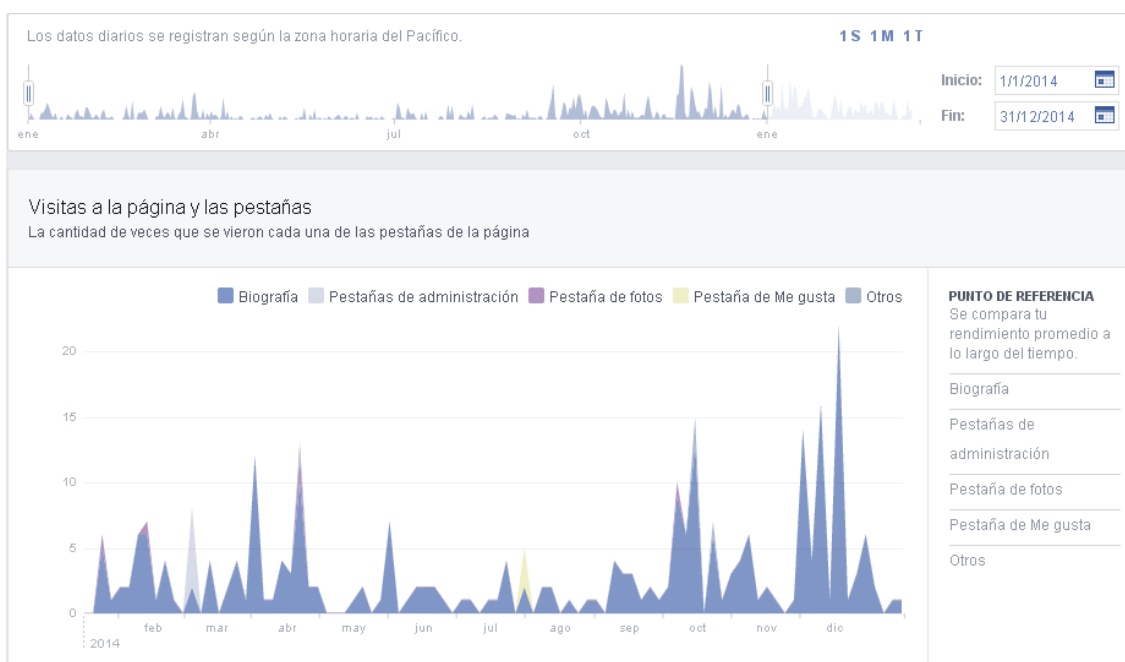 Los datos diarios se registran según la zona horaria del Pacífico.
1S 1M 1T
Inicio: 1/1/2014
Fin: 31/12/2014
ene abr jul oct ene
Visitas a la página y las pestañas
La cantidad de veces que se vieron cada una de las pestañas de la página
Biografía Pestañas de administración Pestaña de fotos Pestaña de Me gusta Otros
20
15
10
5
0
feb mar abr may jun jul ago sep oct nov dic
2014
PUNTO DE REFERENCIA
Se compara tu
rendimiento promedio a
lo largo del tiempo.
Biografía
Pestañas de
administración
Pestaña de fotos
Pestaña de Me gusta
Otros